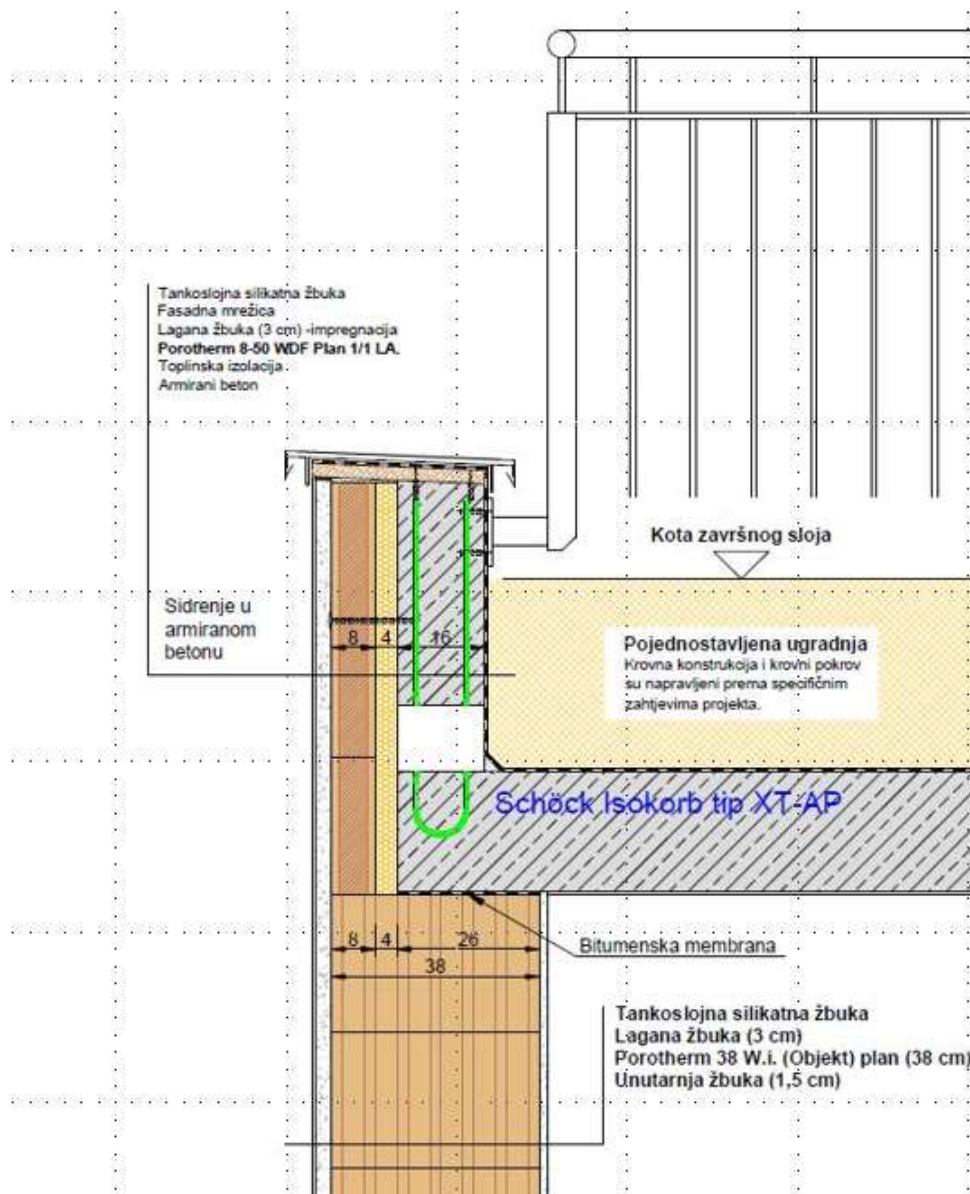 Tankoslojna silikatna žbuka
Fasadna mrežica
Lagana žbuka (3 cm) -impregnacija
Porotherm 8-50 WDF Plan 1/1 LA.
Toplinska izolacija
Armirani beton
Kota završnog sloja
Sidrenje u
armiranom
betonu
8 4 16
Pojednostavljena ugradnja
Krovna konstrukcija i krovni pokrov
su napravljeni prema specifičnim
zahtjevima projekta.
Schöck Isokorb tip XT-AP
8 4 26
38
Bitumenska membrana
Tankoslojna silikatna žbuka
Lagana žbuka (3 cm)
Porotherm 38 W.i. (Objekt) plan (38 cm)
Unutarnja žbuka (1,5 cm)